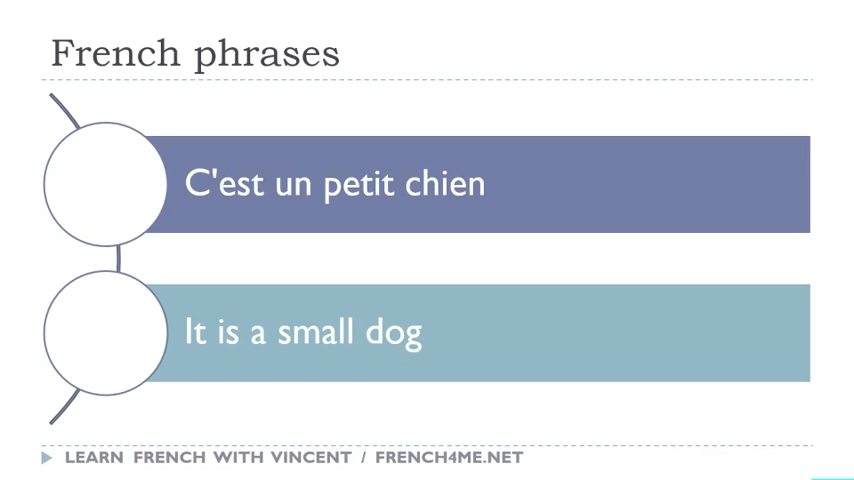 French phrases
C'est un petit chien
It is a small dog
LEARN FRENCH WITH VINCENT / FRENCH4ME.NET